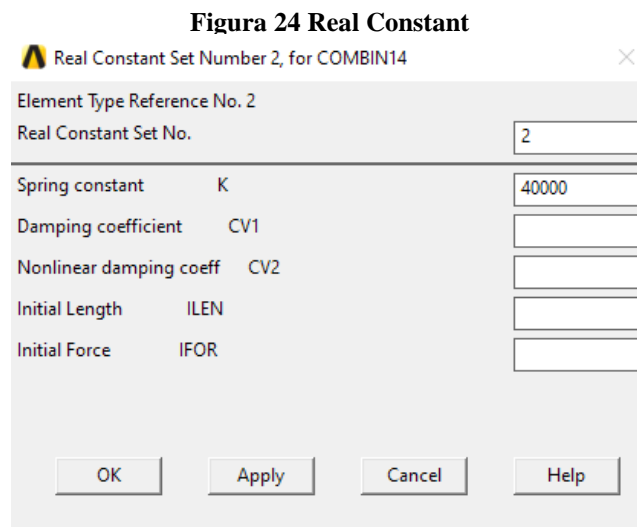 Figura 24 Real Constant
Real Constant Set Number 2, for COMBIN14
Element Type Reference No. 2
Real Constant Set No. 2
Spring constant K 40000
Damping coefficient CV1
Nonlinear damping coeff CV2
Initial Length ILEN
Initial Force IFOR
OK Apply Cancel Help